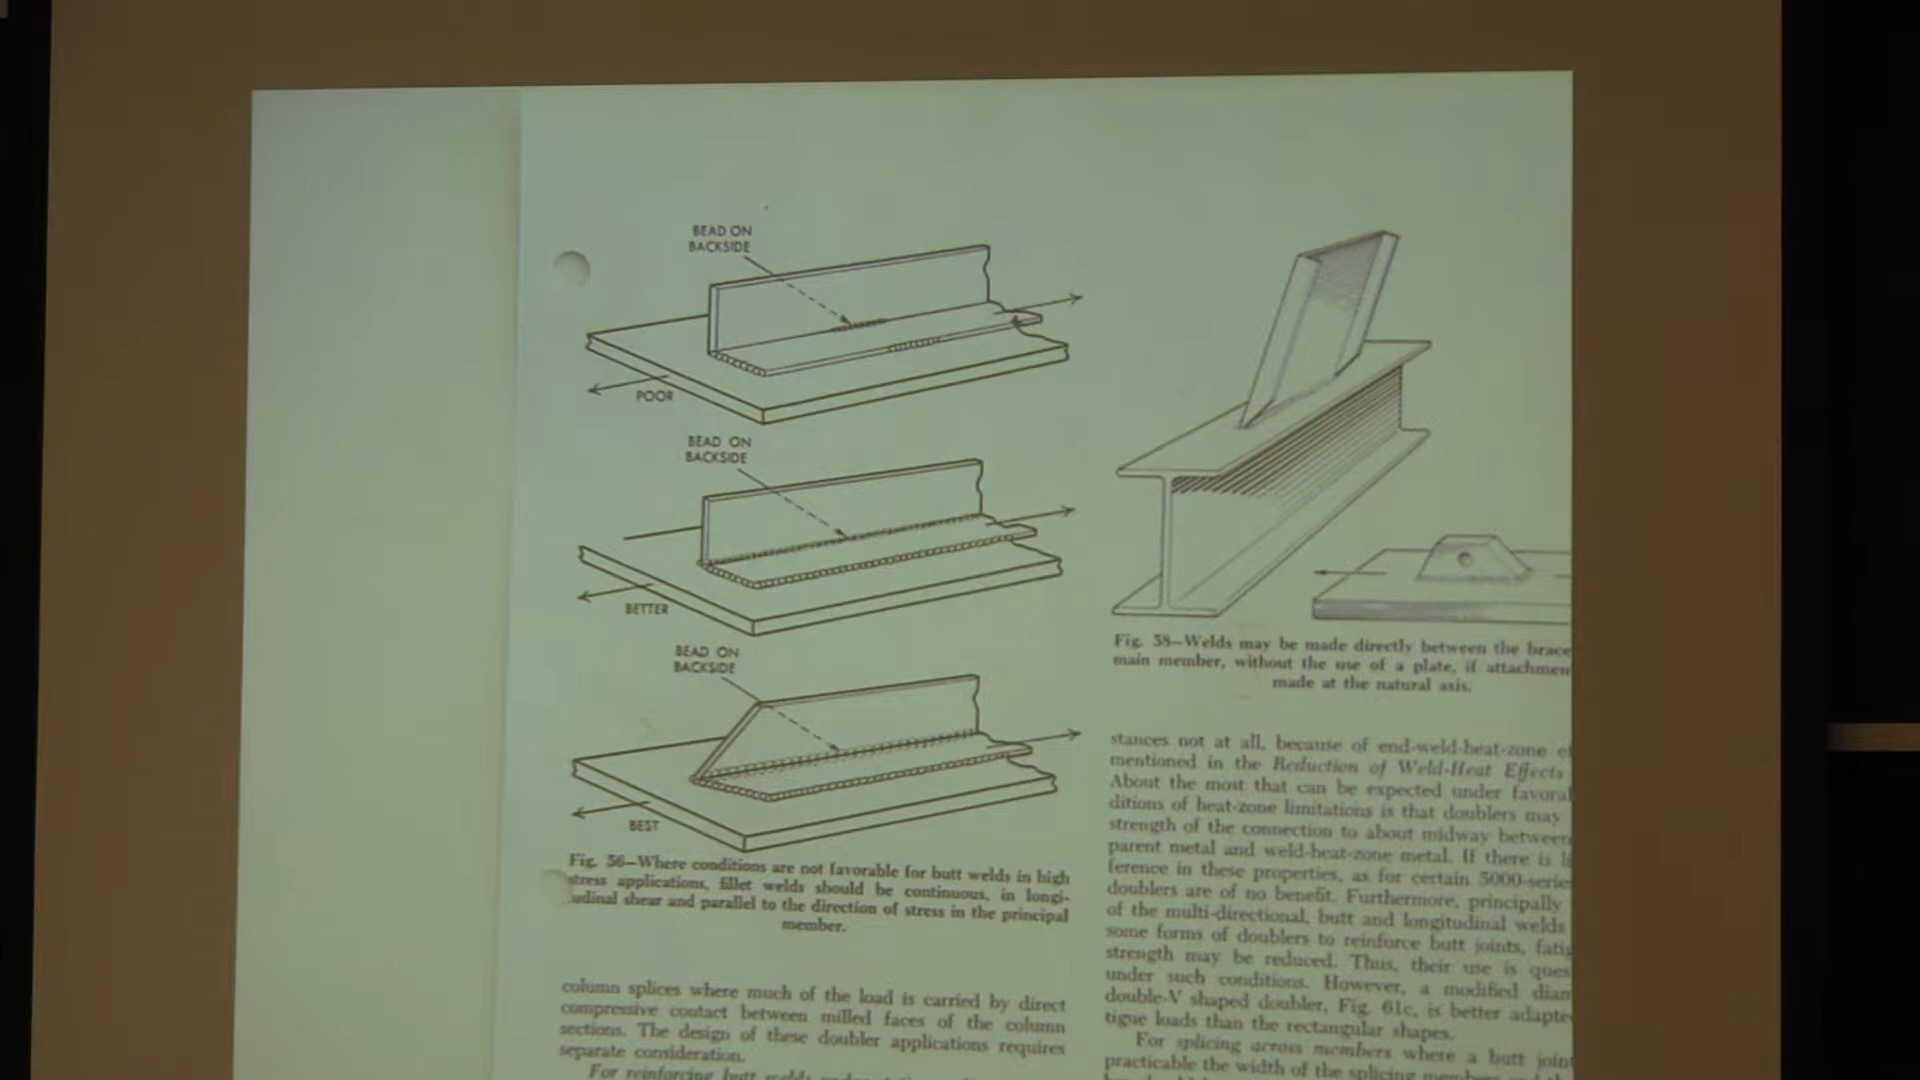 BEAD ON
BACKSIDE
POOR
BEAD ON
BACKSIDE
BETTER
BEAD ON
BACKSIDE
BEST
Fig. 56—Where conditions are not favorable for butt welds in high
stress applications, fillet welds should be continuous, in longi-
udinal shear and parallel to the direction of stress in the principal
member.
column splices where much of the load is carried by direct
compressive contact between milled faces of the column
sections. The design of these doubler applications requires
separate consideration.
For reinforcing butt welds
Fig. 58—Welds may be made directly between the brace
main member, without the use of a plate, if attachmen
made at the natural axis.
stances not at all, because of end-weld-heat-zone
mentioned in the Reduction of Weld-Heat Effects
About the most that can be expected under favora
ditions of heat-zone limitations is that doublers may
strength of the connection to about midway between
parent metal and weld-heat-zone metal. If there is
ference in these properties, as for certain 5000-serie
doublers are of no benefit. Furthermore, principally
of the multi-directional, butt and longitudinal welds
some forms of doublers to reinforce butt joints, fatig
strength may be reduced. Thus, their use is ques
under such conditions. However, a modified diam
double-V shaped doubler, Fig. 61c, is better adapte
tigue loads than the rectangular shapes.
For splicing across members where a butt joint
practicable the width of the splicing members